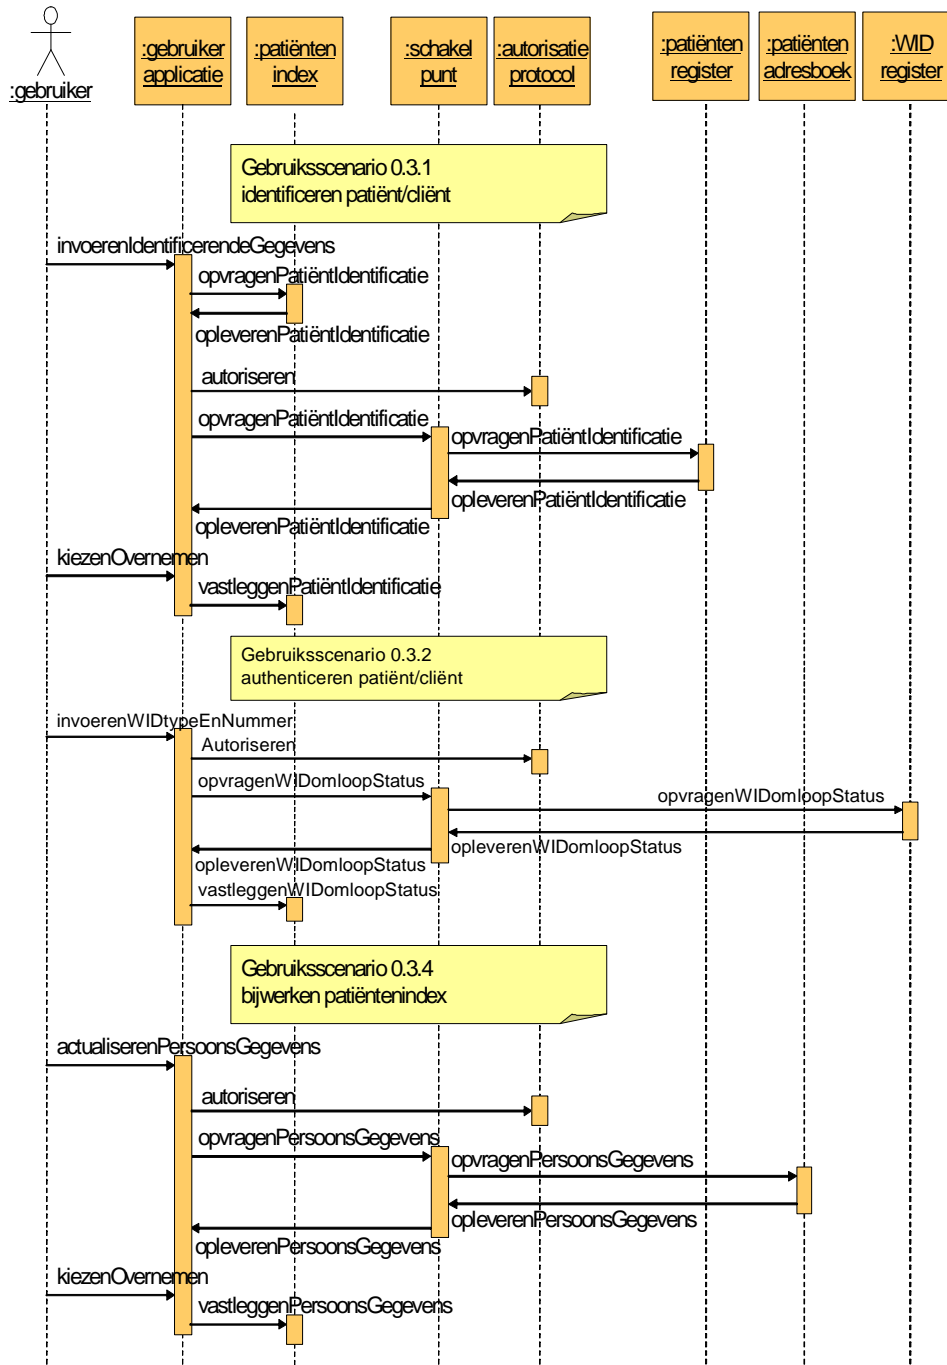 :gebruiker
:gebruiker
applicatie
:patiënten
index
:schakel
punt
:autorisatie
protocol
:patiënten
register
:patiënten
adresboek
:WID
register
Gebruiksscenario 0.3.1
identificeren patiënt/cliënt
invoerenIdentificerendeGegevens
opvragenPatiëntIdentificatie
opleverenPatiëntIdentificatie
autoriseren
opvragenPatiëntIdentificatie
opvragenPatiëntIdentificatie
opleverenPatiëntIdentificatie
opleverenPatiëntIdentificatie
kiezenOvernemen
vastleggenPatiëntIdentificatie
Gebruiksscenario 0.3.2
authenticeren patiënt/cliënt
invoerenWIDtypeEnNummer
Autoriseren
opvragenWIDomloopStatus
opvragenWIDomloopStatus
opleverenWIDomloopStatus
opleverenWIDomloopStatus
vastleggenWIDomloopStatus
Gebruiksscenario 0.3.4
bijwerken patiëntenindex
actualiserenPersoonsGegevens
autoriseren
opvragenPersoonsGegevens
opvragenPersoonsGegevens
opleverenPersoonsGegevens
opleverenPersoonsGegevens
kiezenOvernemen
vastleggenPersoonsGegevens